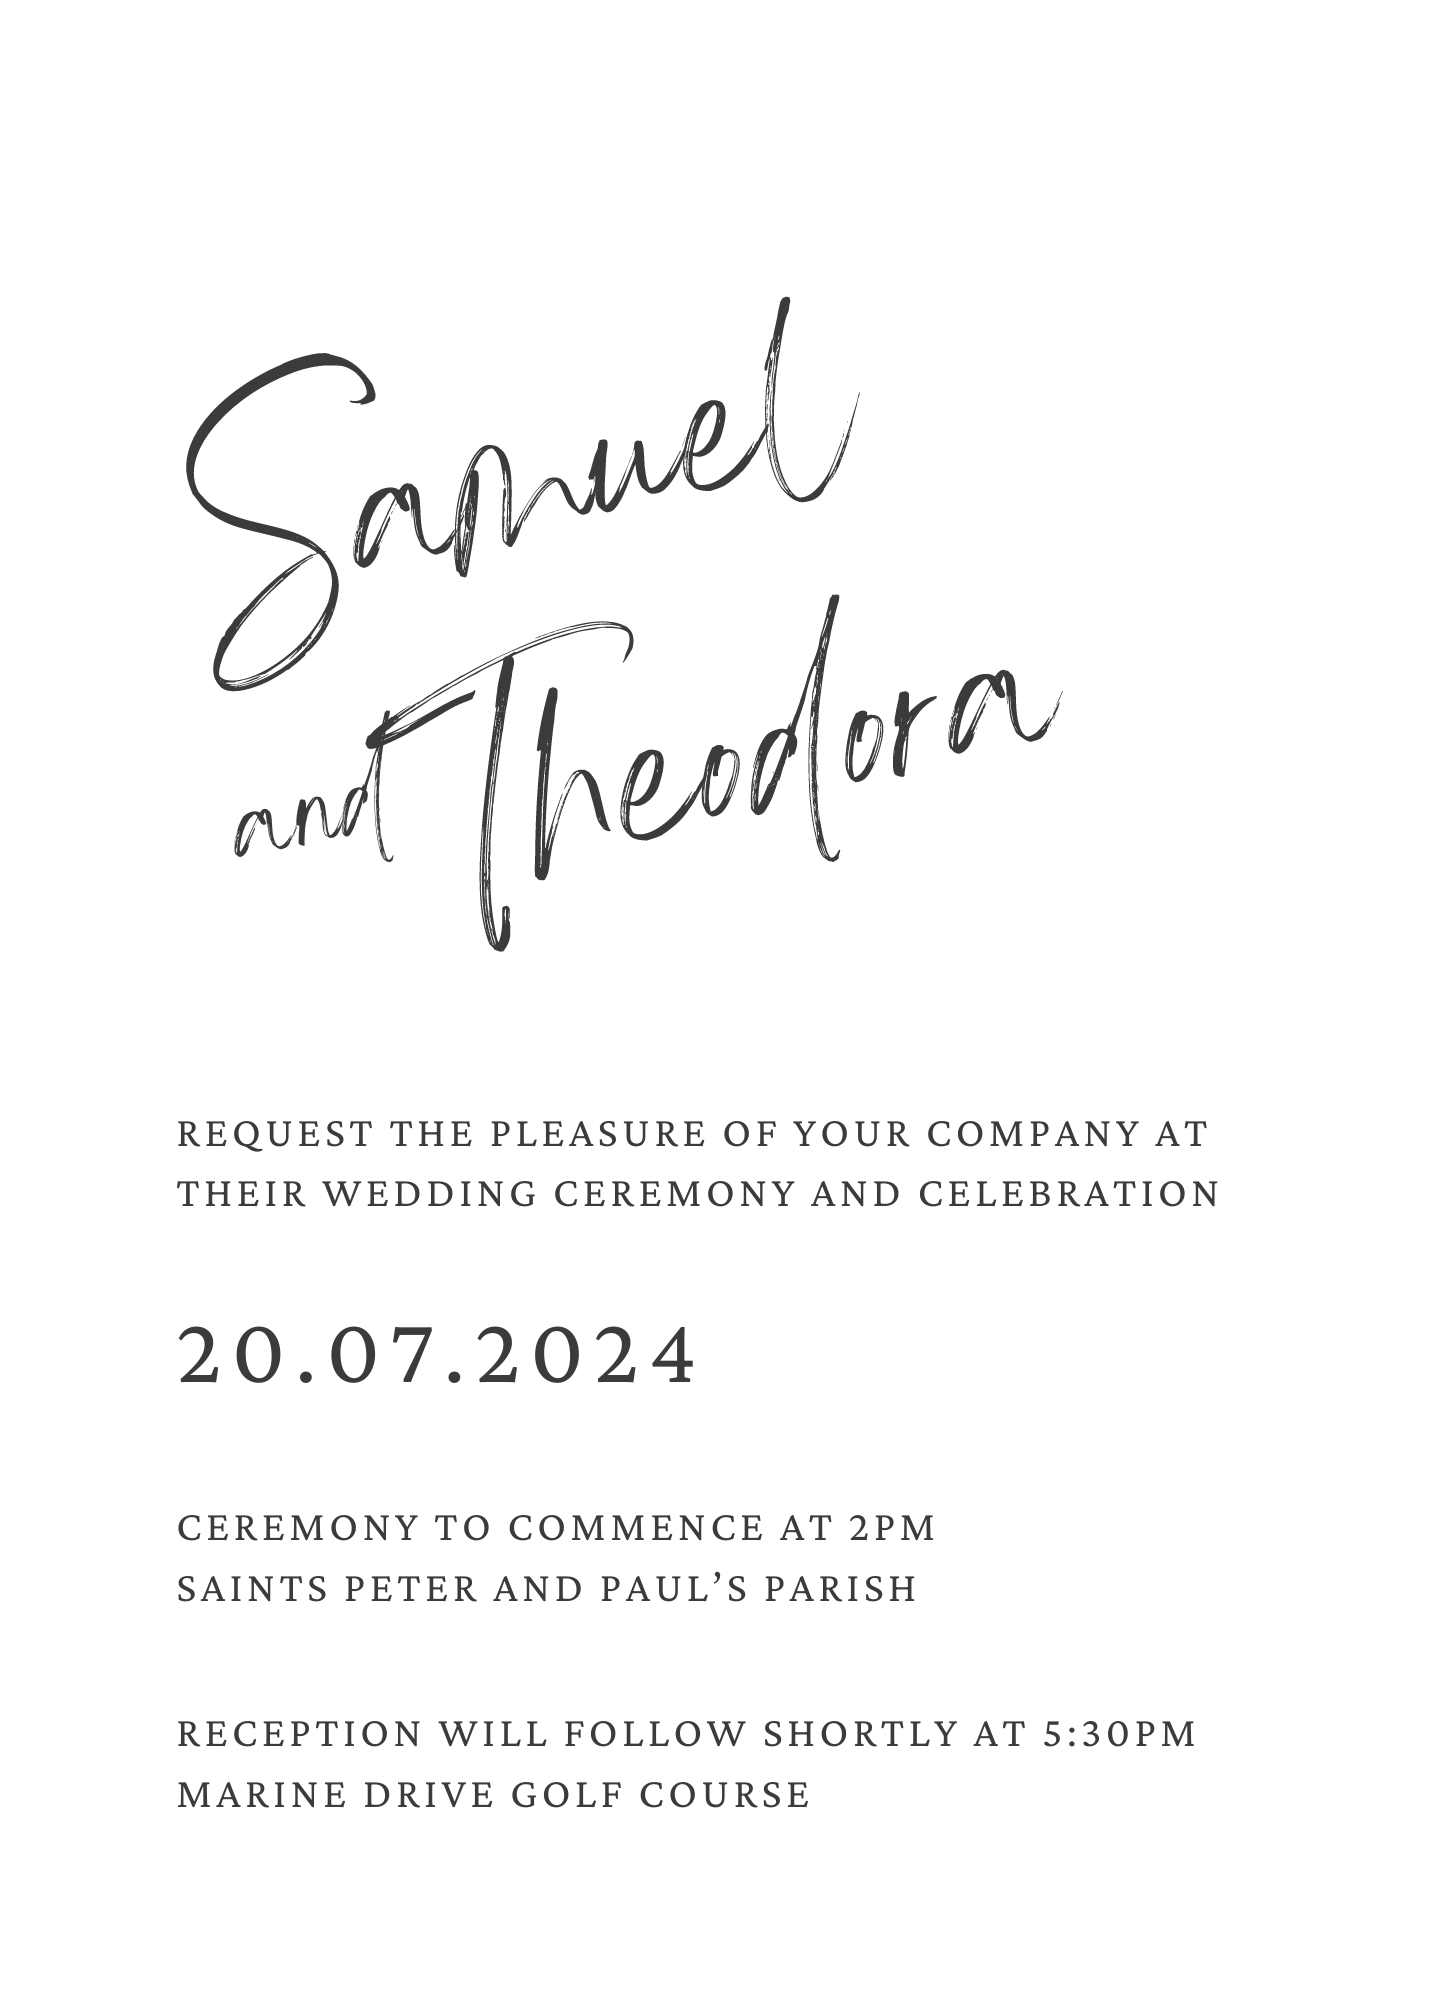 Samuel
and Theodora
REQUEST THE PLEASURE OF YOUR COMPANY AT
THEIR WEDDING CEREMONY AND CELEBRATION
20.07.2024
CEREMONY TO COMMENCE AT 2PM
SAINTS PETER AND PAUL’S PARISH
RECEPTION WILL FOLLOW SHORTLY AT 5:30PM
MARINE DRIVE GOLF COURSE